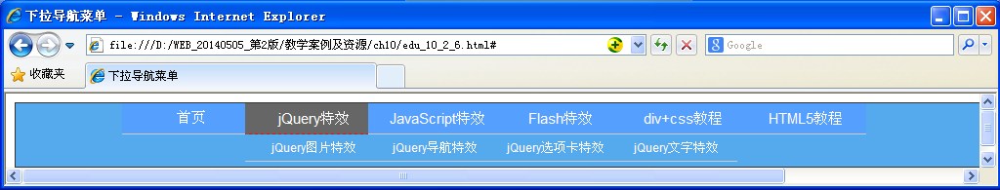 下拉导航菜单 - Windows Internet Explorer
file:///D:/WEB_20140505_第2版/教学案例及资源/ch10/edu_10_2_6.html#
Google
收藏夹
下拉导航菜单
首页 jQuery特效 JavaScript特效 Flash特效 div+css教程 HTML5教程
jQuery图片特效 jQuery导航特效 jQuery选项卡特效 jQuery文字特效